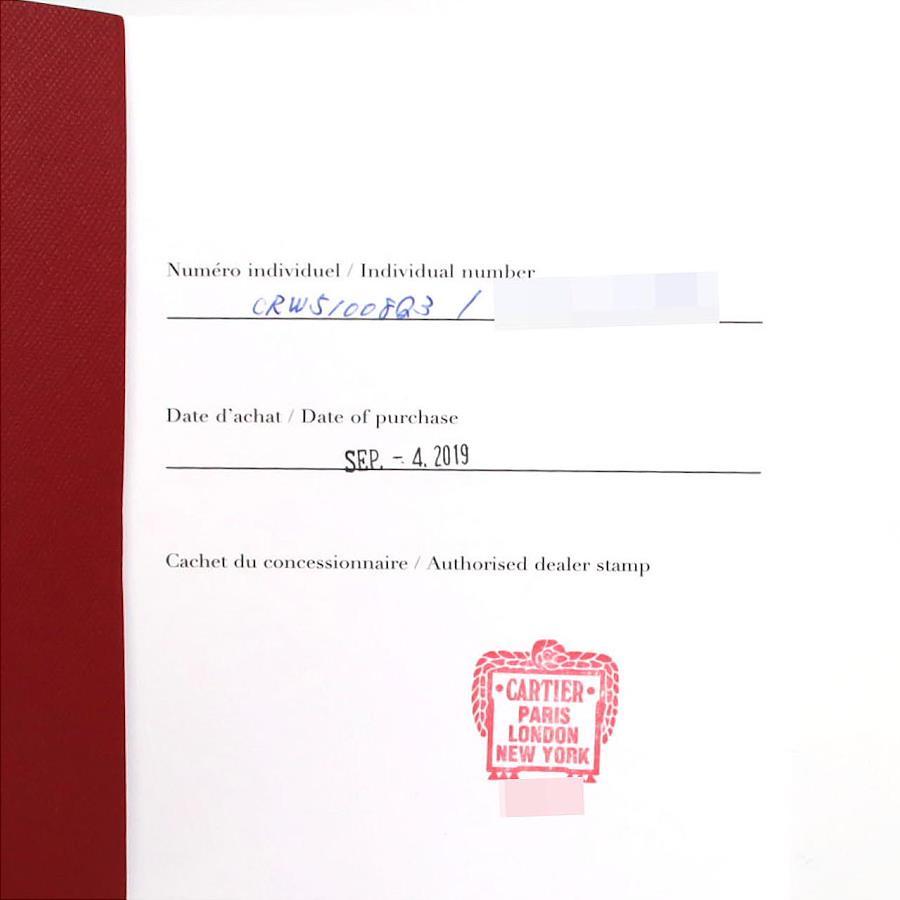 Numéro individuel / Individual number
CRW51008Q3 /
Date d'achat / Date of purchase
SEP. - 4. 2019
Cachet du concessionnaire / Authorised dealer stamp
• CARTIER •
PARIS
LONDON
NEW YORK